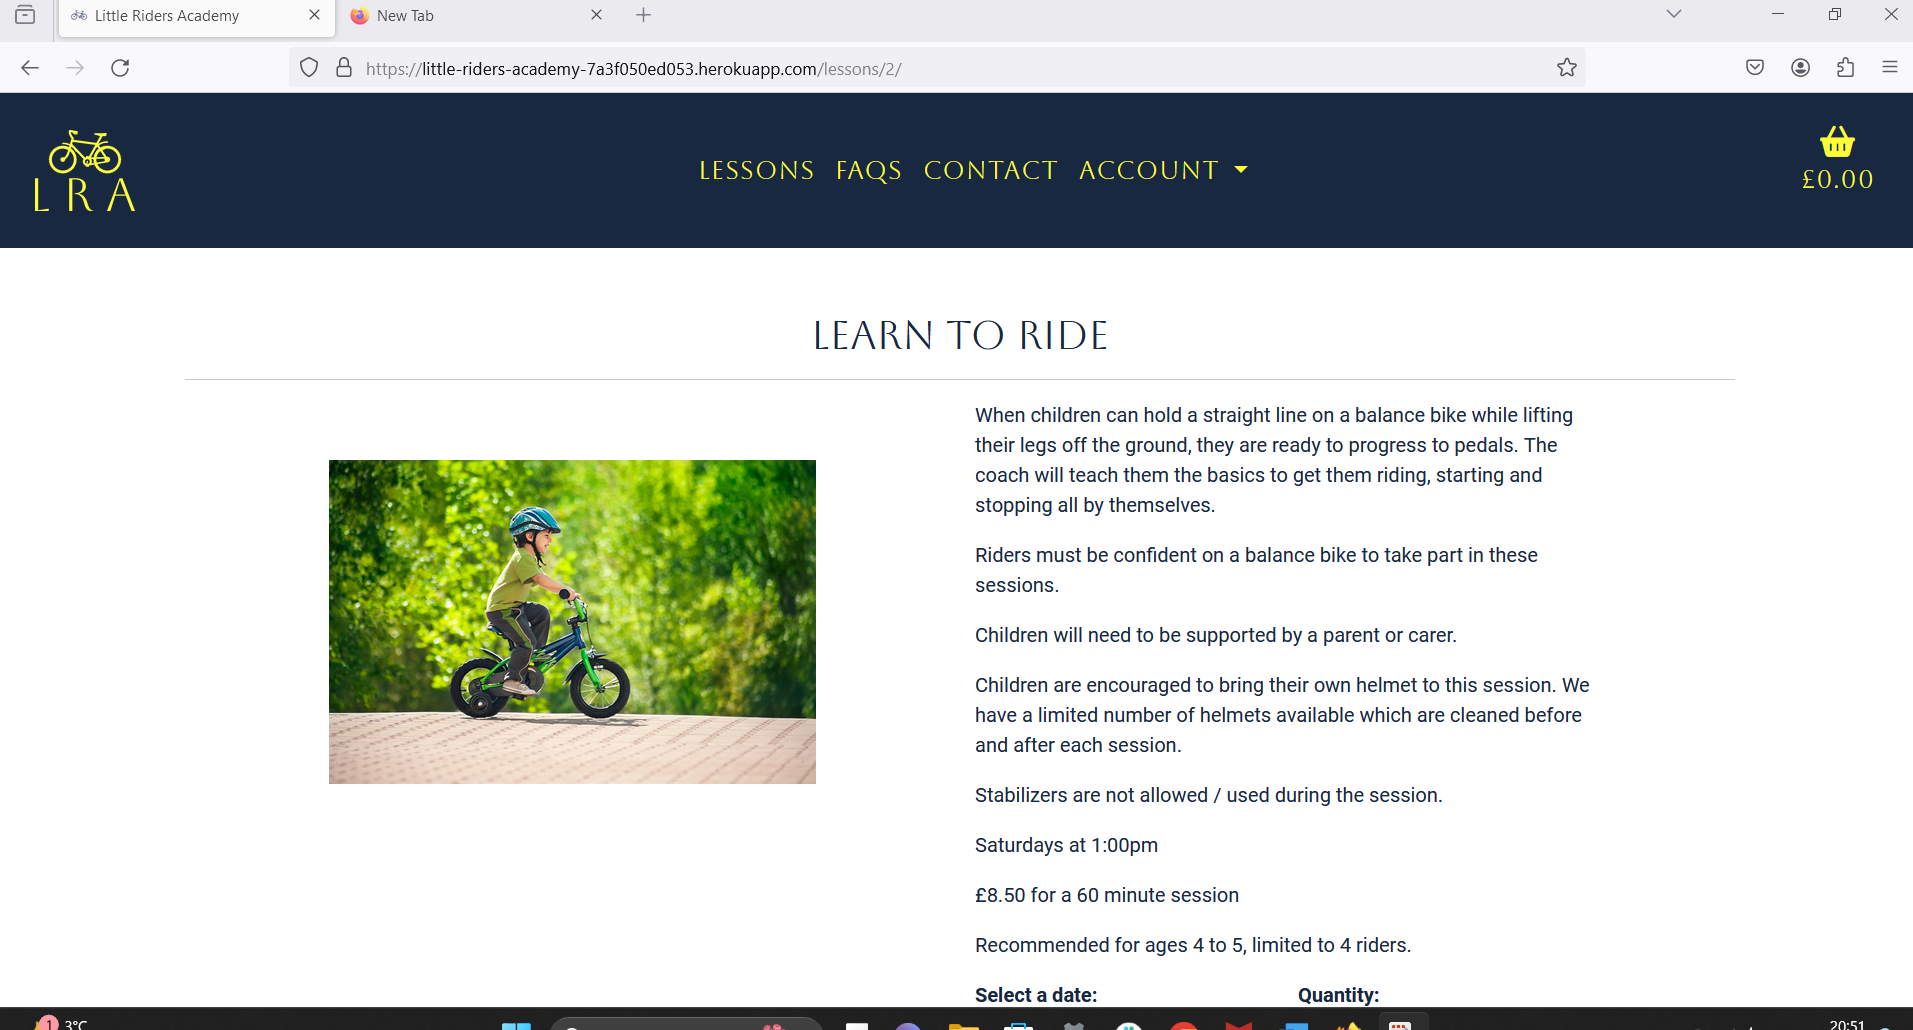 Little Riders Academy
New Tab
https://little-riders-academy-7a3f050ed053.herokuapp.com/lessons/2/
LRA
LESSONS FAQS CONTACT ACCOUNT
£0.00
LEARN TO RIDE
When children can hold a straight line on a balance bike while lifting
their legs off the ground, they are ready to progress to pedals. The
coach will teach them the basics to get them riding, starting and
stopping all by themselves.
Riders must be confident on a balance bike to take part in these
sessions.
Children will need to be supported by a parent or carer.
Children are encouraged to bring their own helmet to this session. We
have a limited number of helmets available which are cleaned before
and after each session.
Stabilizers are not allowed / used during the session.
Saturdays at 1:00pm
£8.50 for a 60 minute session
Recommended for ages 4 to 5, limited to 4 riders.
Select a date: Quantity:
1 3°C
20:51